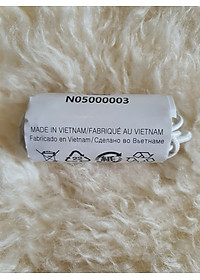 N05000003
MADE IN VIETNAM/FABRIQUÉ AU VIETNAM
Fabricado en Vietnam/Сделано во Вьетнаме